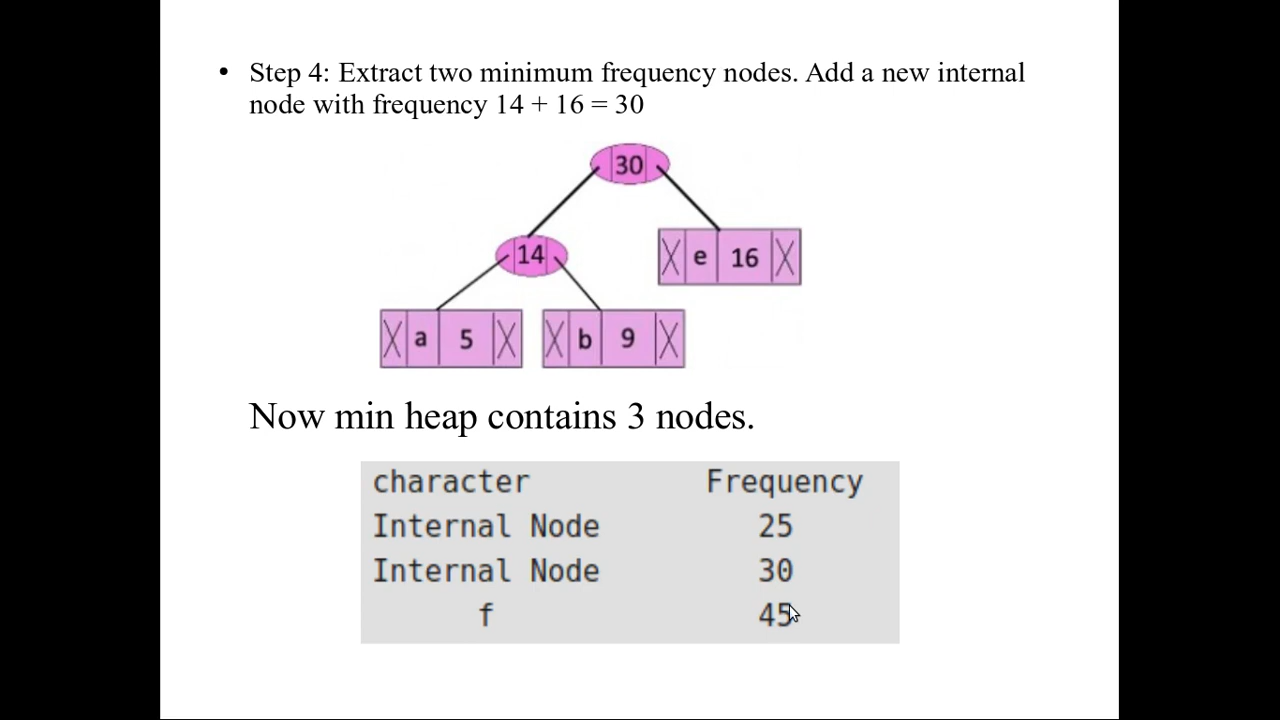 • Step 4: Extract two minimum frequency nodes. Add a new internal
node with frequency 14 + 16 = 30
30
14
e 16
a 5
b 9
Now min heap contains 3 nodes.
character Frequency
Internal Node 25
Internal Node 30
f 45